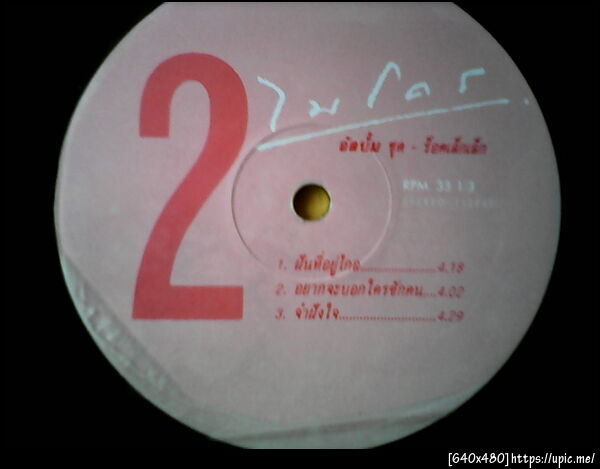 2
ไมโคร
อัลบั้ม ชุด - ร็อคเล็กเล็ก
RPM. 33 1/3
1. ฝันที่อยู่ไกล....................4.18
2. อยากจะบอกใครซักคน....4.02
3. จำฝังใจ.........................4.29
[640x480]https://upic.me/